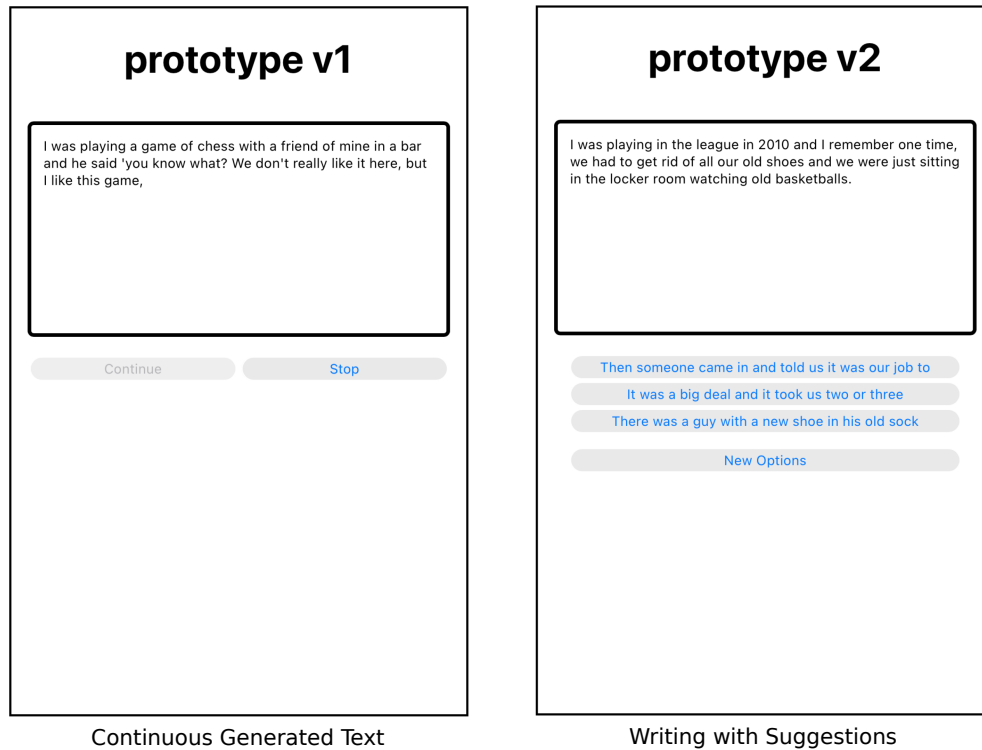 prototype v1
I was playing a game of chess with a friend of mine in a bar
and he said 'you know what? We don't really like it here, but
I like this game,
Continue
Stop
Continuous Generated Text
prototype v2
I was playing in the league in 2010 and I remember one time,
we had to get rid of all our old shoes and we were just sitting
in the locker room watching old basketballs.
Then someone came in and told us it was our job to
It was a big deal and it took us two or three
There was a guy with a new shoe in his old sock
New Options
Writing with Suggestions